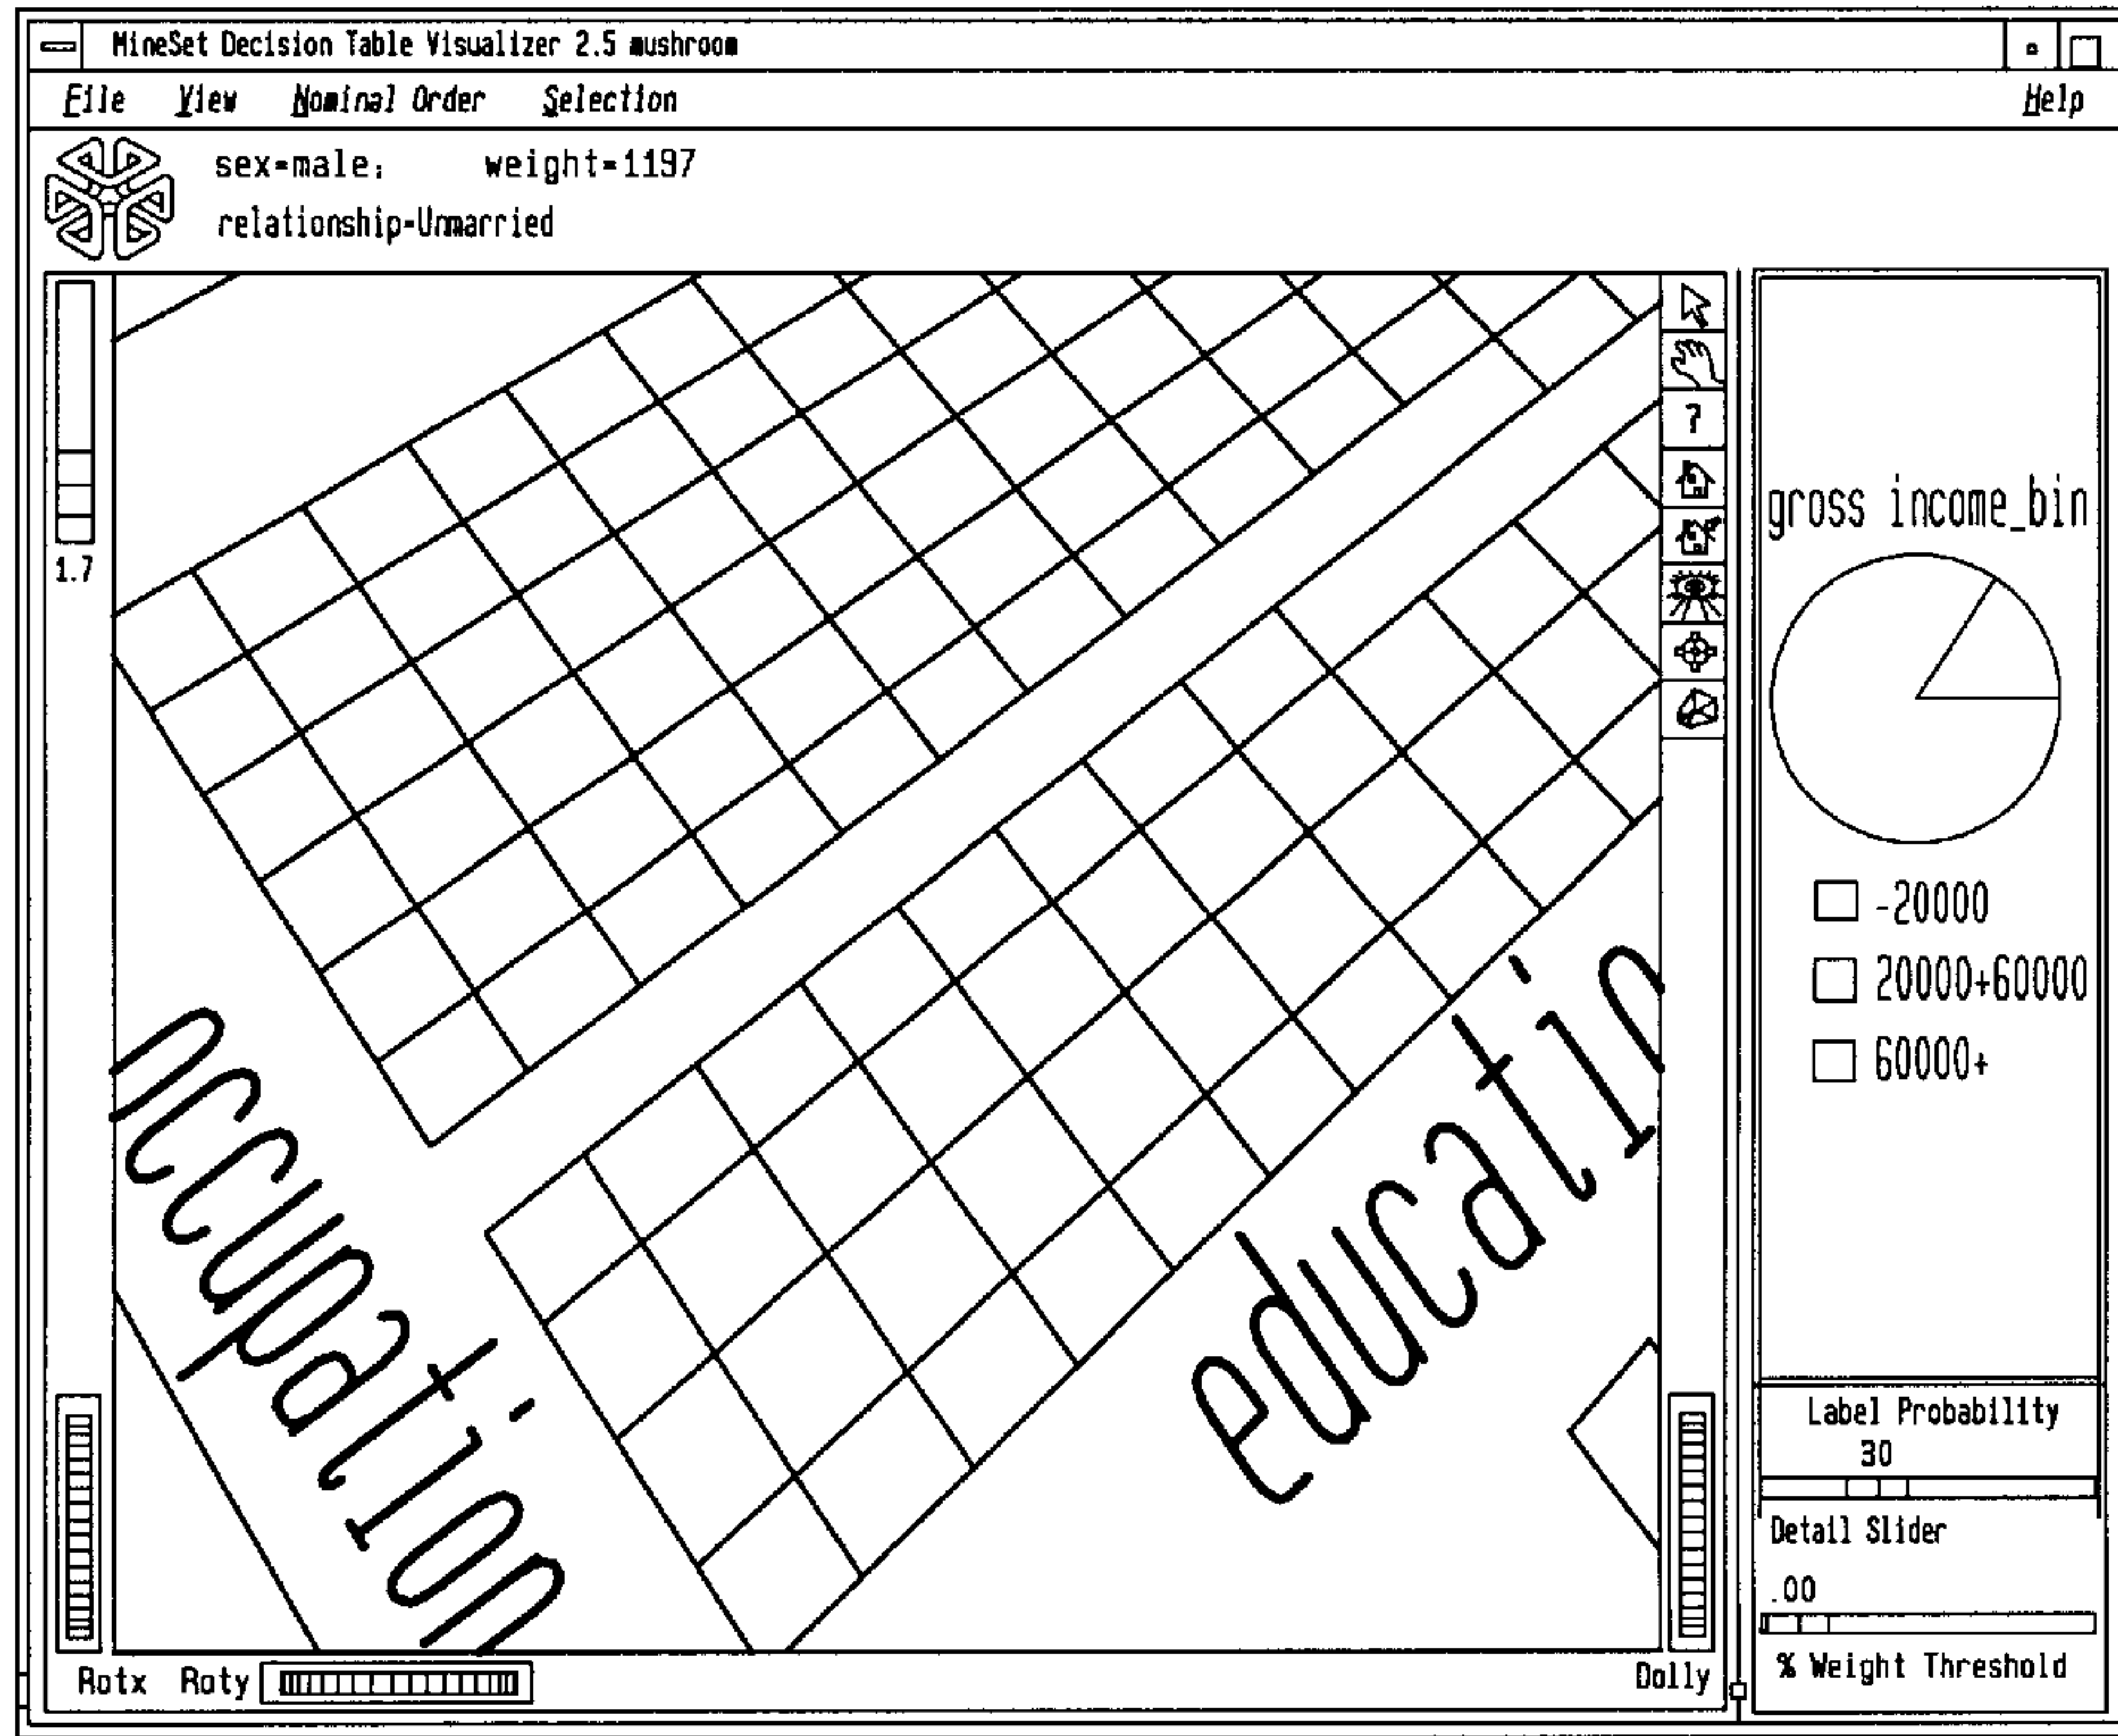 MineSet Decision Table Visualizer 2.5 mushroom
File View Nominal Order Selection Help
sex=male; weight=1197
relationship=Unmarried
1.7
?
occupation
educatio
gross income_bin
-20000
20000+60000
60000+
Label Probability
30
Detail Slider
.00
% Weight Threshold
Rotx Roty Dolly